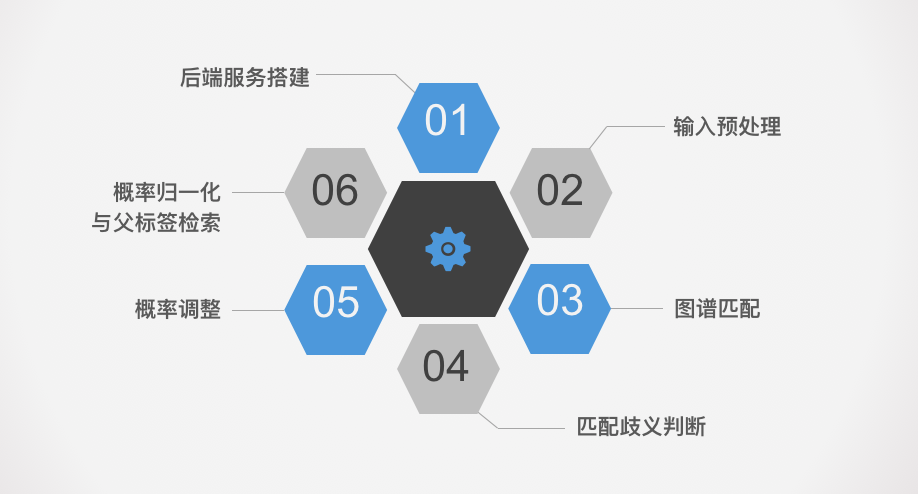 后端服务搭建
01
输入预处理
02
图谱匹配
03
匹配歧义判断
04
概率调整
05
概率归一化
与父标签检索
06